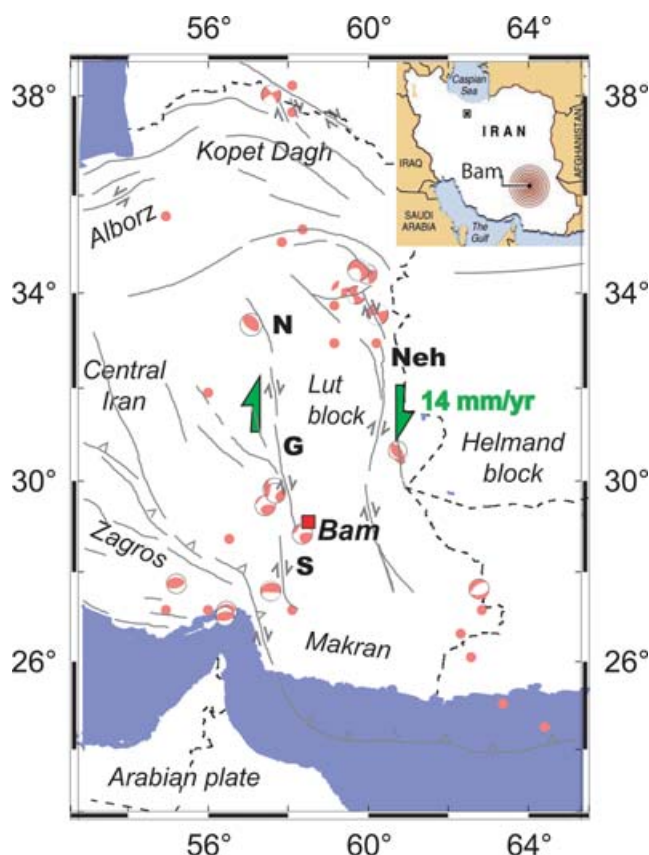 56° 60° 64°
38°
Kopet Dagh
Alborz
Caspian
Sea
IRAN
AFGHANISTAN
IRAQ
Bam
SAUDI
ARABIA
The
Gulf
38°
34°
N
Neh
34°
Central
Iran
Lut
block
14 mm/yr
G
Helmand
block
30°
Bam
30°
Zagros
S
Makran
26°
26°
Arabian plate
56° 60° 64°